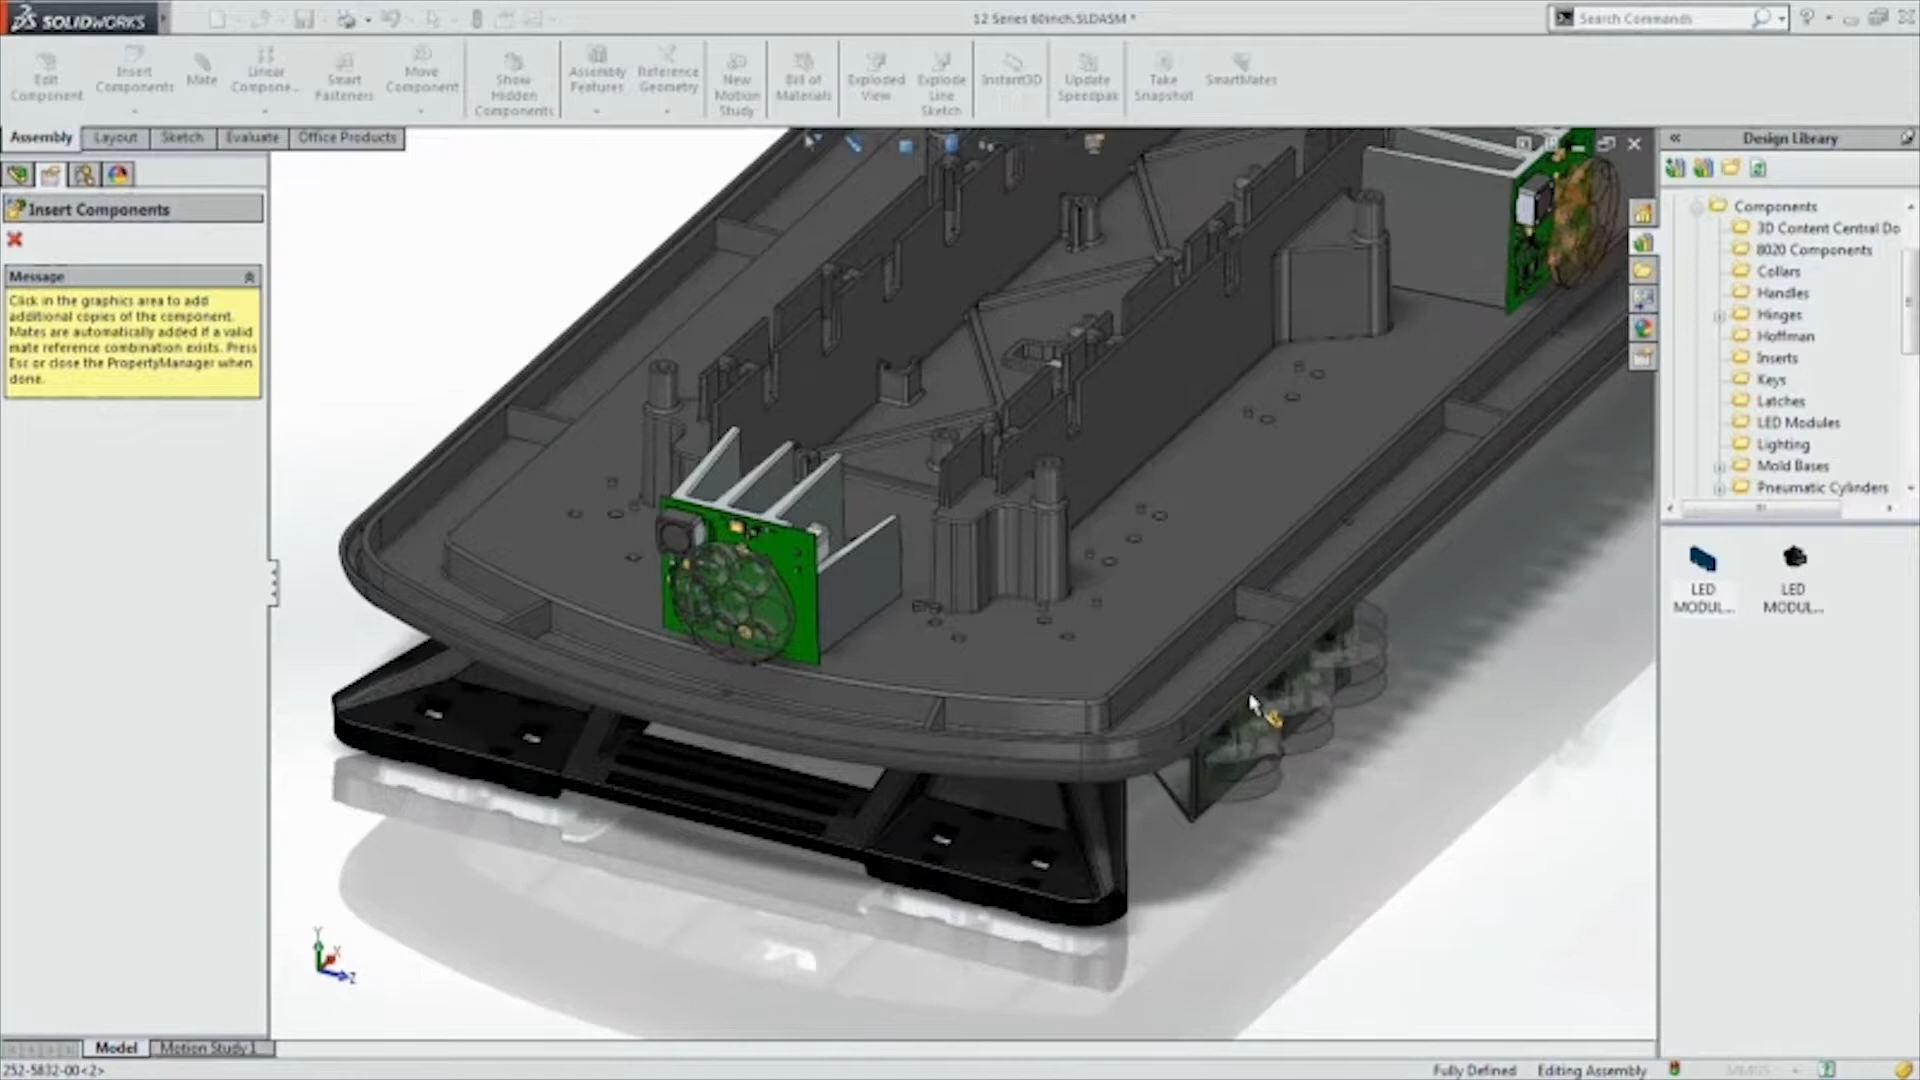 SOLIDWORKS
12 Series 60inch.SLDASM *
Search Commands
Edit
Component
Insert
Components
Mate
Linear
Compone...
Smart
Fasteners
Move
Component
Show
Hidden
Components
Assembly
Features
Reference
Geometry
New
Motion
Study
Bill of
Materials
Exploded
View
Explode
Line
Sketch
Instant3D
Update
Speedpak
Take
Snapshot
SmartMates
Assembly
Layout
Sketch
Evaluate
Office Products
Insert Components
Message
Click in the graphics area to add
additional copies of the component.
Mates are automatically added if a valid
mate reference combination exists. Press
Esc or close the PropertyManager when
done.
Design Library
Components
3D Content Central Do
8020 Components
Collars
Handles
Hinges
Hoffman
Inserts
Keys
Latches
LED Modules
Lighting
Mold Bases
Pneumatic Cylinders
LED
MODUL...
LED
MODUL...
Y
X
Z
Model
Motion Study 1
252-5832-00<2>
Fully Defined
Editing Assembly
MMGS